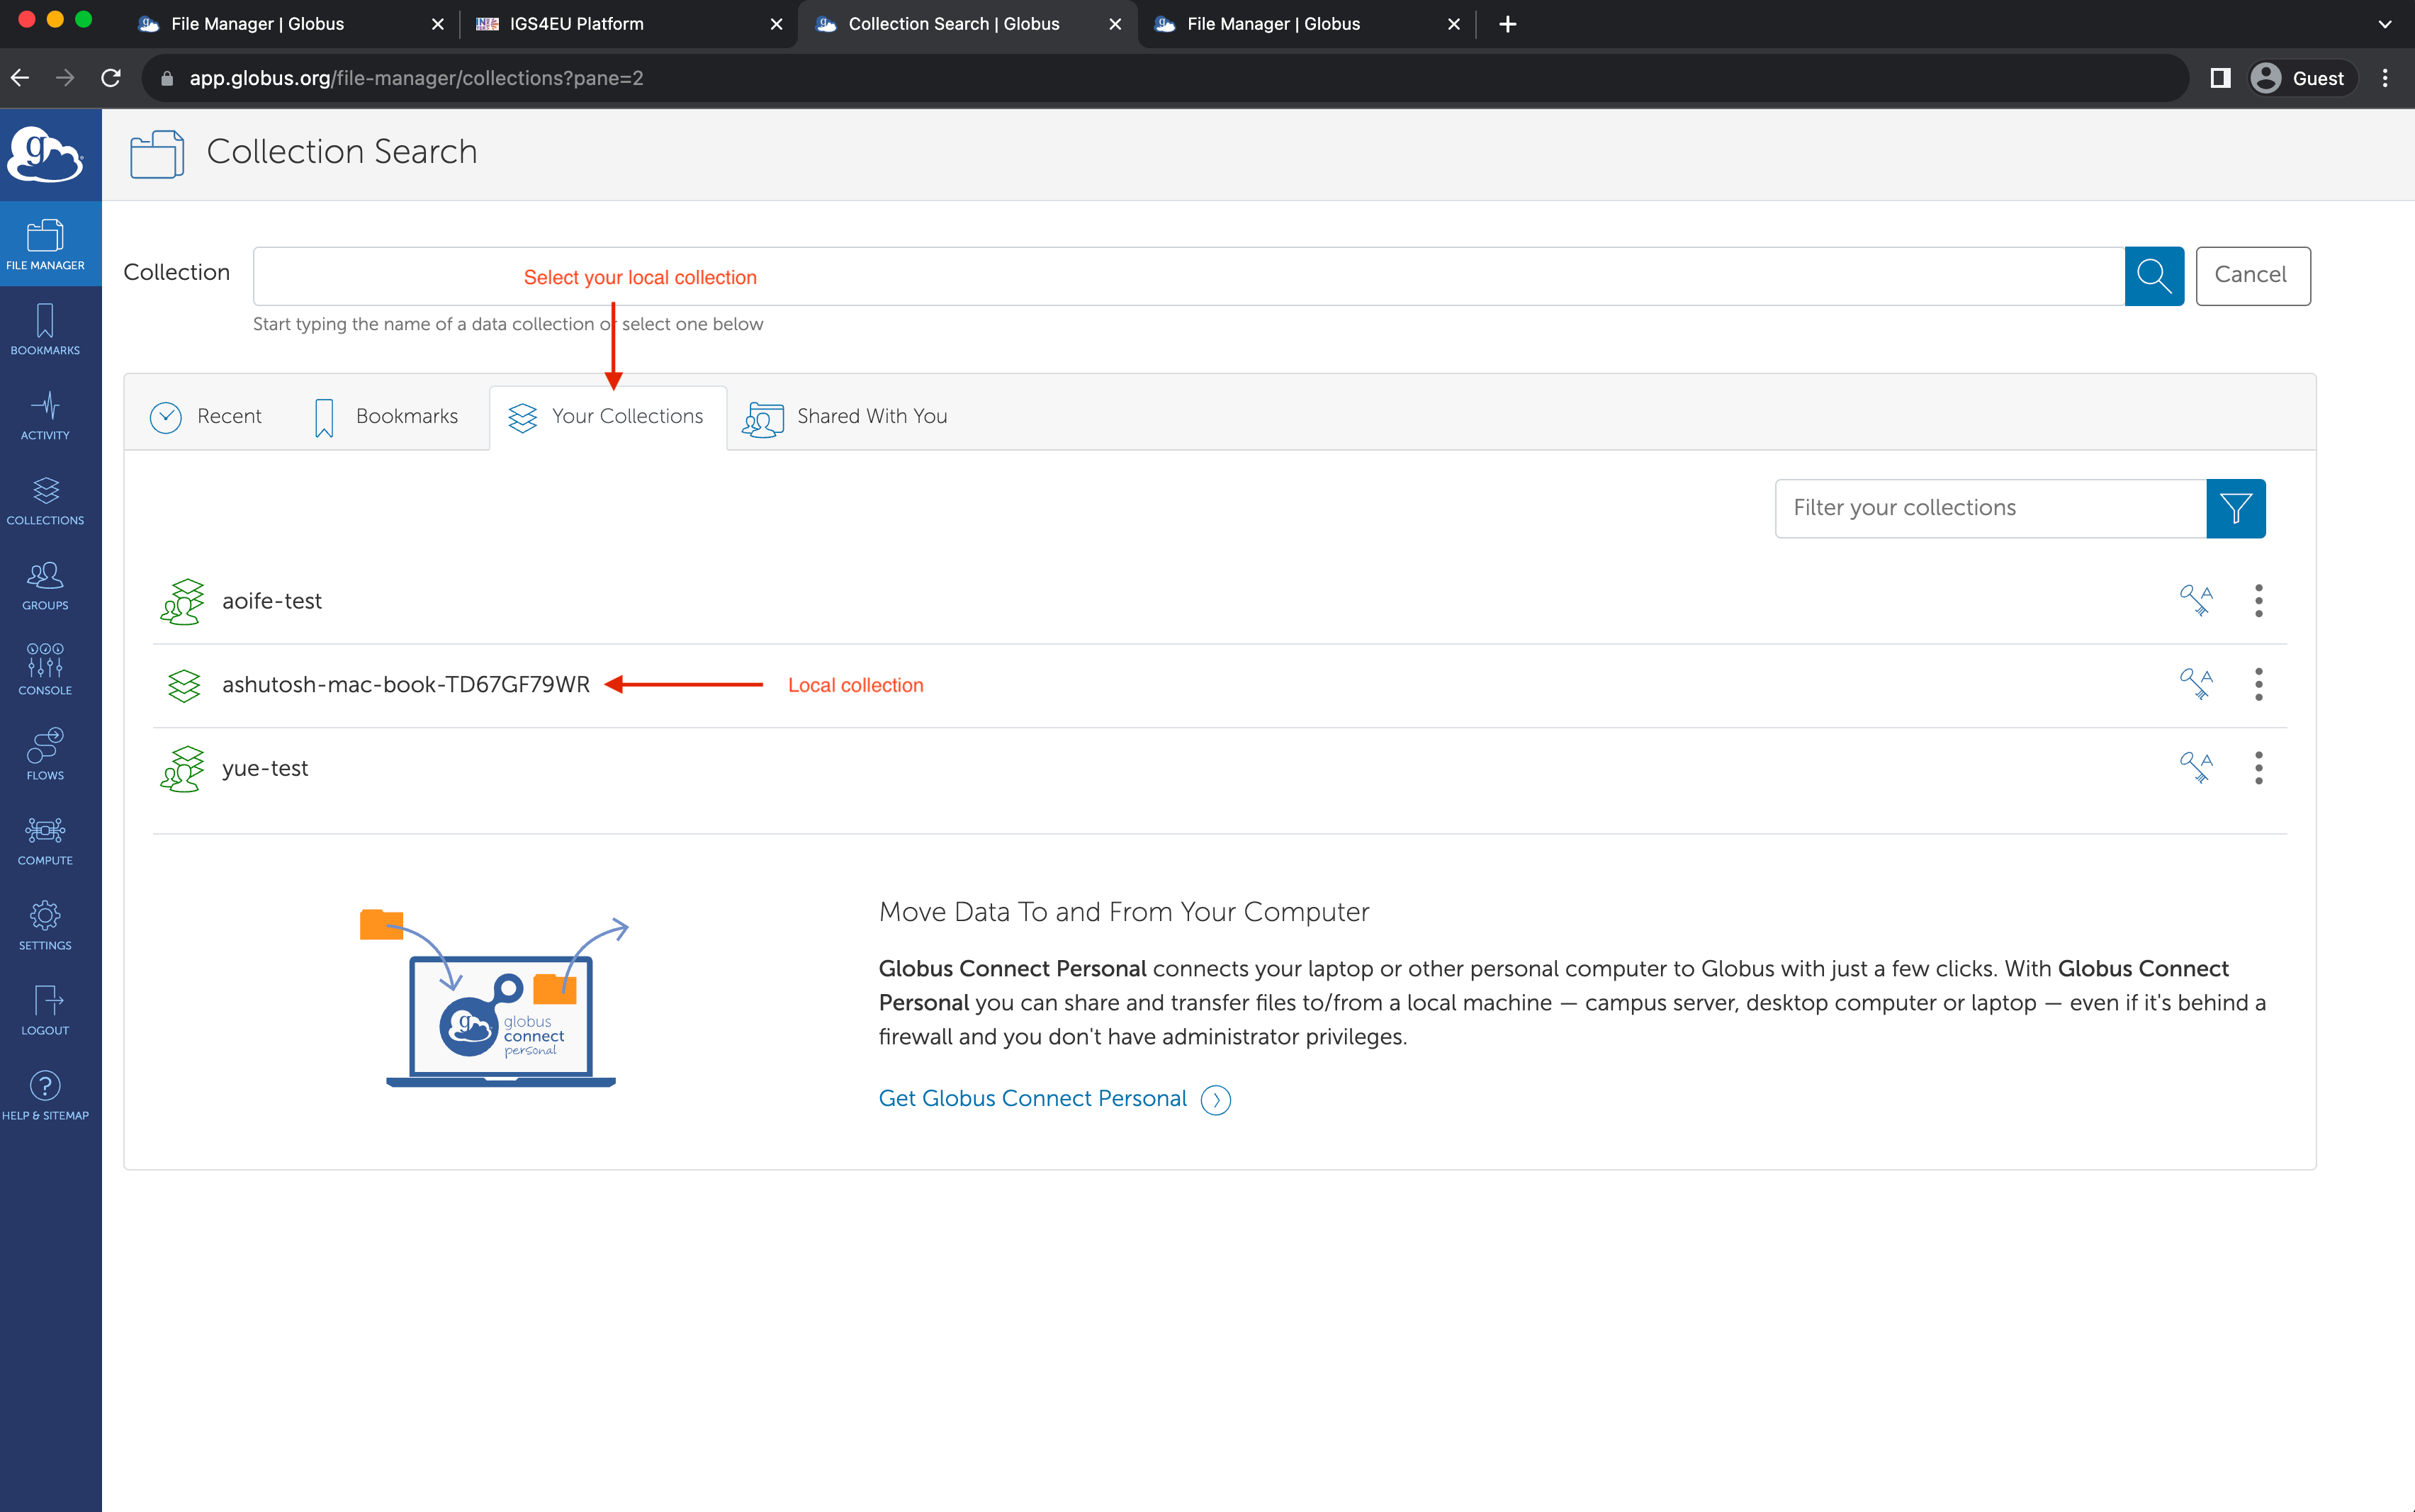 File Manager | Globus
IGS4EU Platform
Collection Search | Globus
File Manager | Globus
app.globus.org/file-manager/collections?pane=2
Guest
g
Collection Search
FILE MANAGER
BOOKMARKS
ACTIVITY
COLLECTIONS
GROUPS
CONSOLE
FLOWS
COMPUTE
SETTINGS
LOGOUT
HELP & SITEMAP
Collection
Select your local collection
Cancel
Start typing the name of a data collection or select one below
Recent
Bookmarks
Your Collections
Shared With You
Filter your collections
aoife-test
A
ashutosh-mac-book-TD67GF79WR
Local collection
A
yue-test
A
g
globus
connect
personal
Move Data To and From Your Computer
Globus Connect Personal connects your laptop or other personal computer to Globus with just a few clicks. With Globus Connect
Personal you can share and transfer files to/from a local machine — campus server, desktop computer or laptop — even if it's behind a
firewall and you don't have administrator privileges.
Get Globus Connect Personal